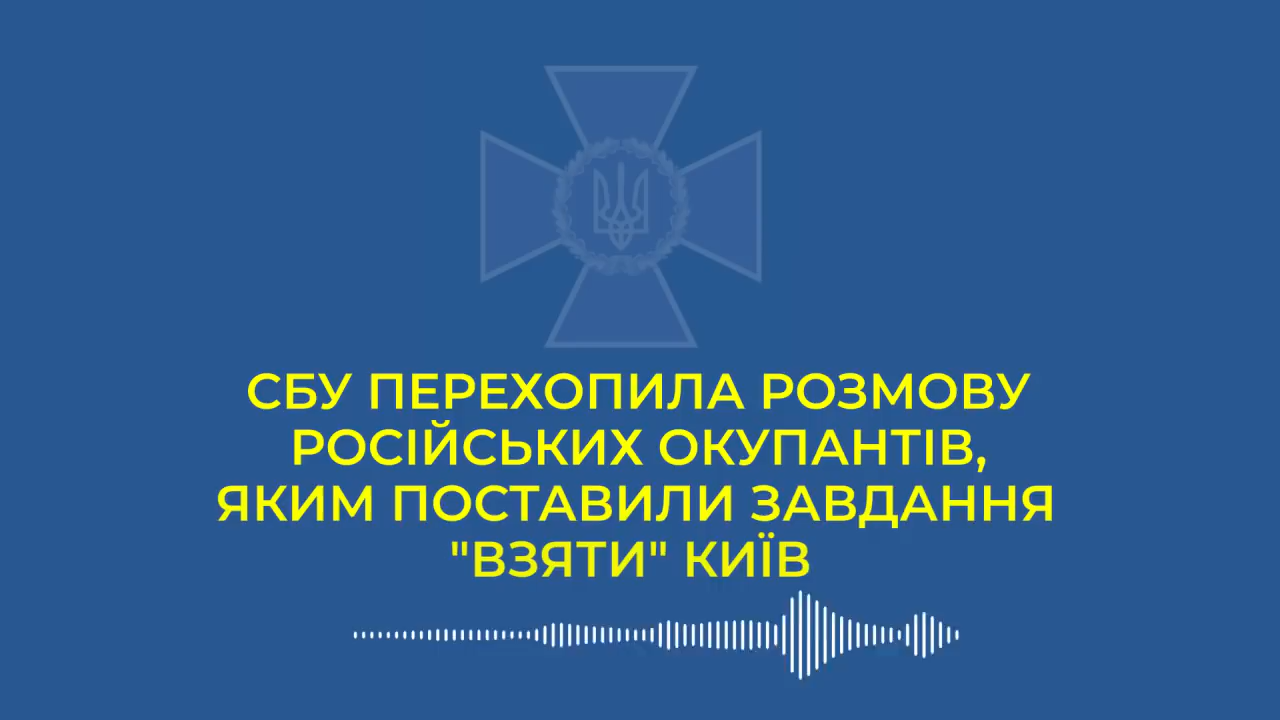 СБУ ПЕРЕХОПИЛА РОЗМОВУ
РОСІЙСЬКИХ ОКУПАНТІВ,
ЯКИМ ПОСТАВИЛИ ЗАВДАННЯ
"ВЗЯТИ" КИЇВ